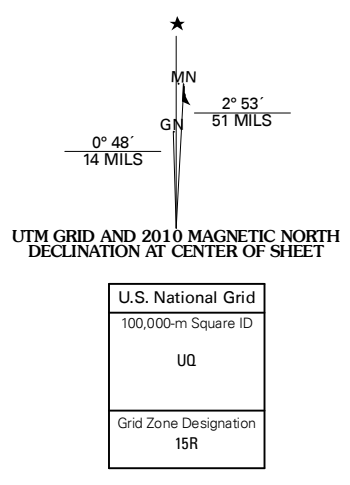 MN
2° 53´
51 MILS
GN
0° 48´
14 MILS
UTM GRID AND 2010 MAGNETIC NORTH
DECLINATION AT CENTER OF SHEET
U.S. National Grid
100,000-m Square ID
UQ
Grid Zone Designation
15R